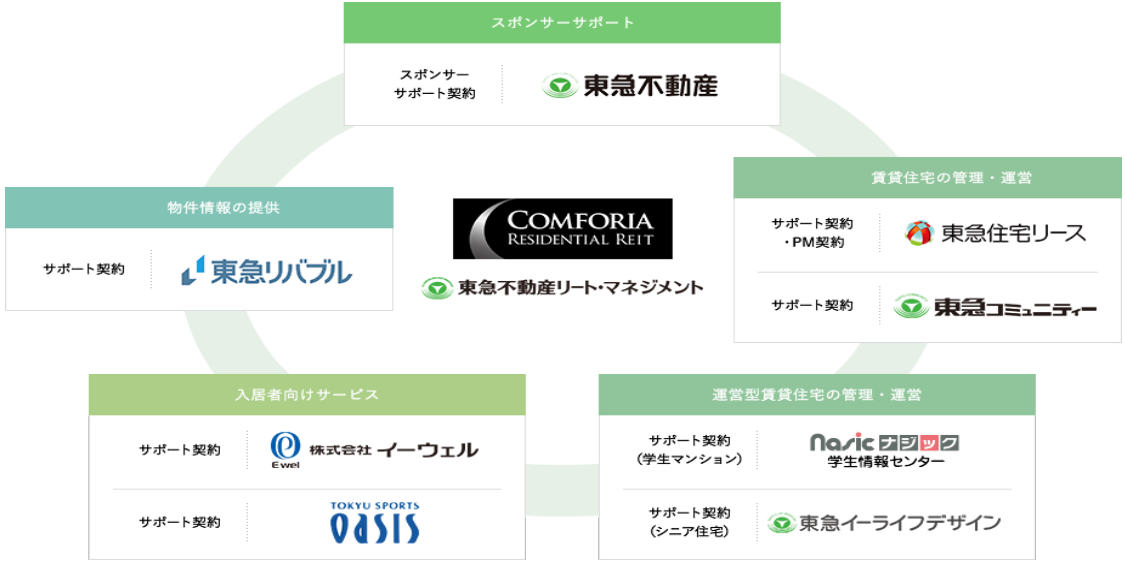 スポンサーサポート
スポンサー
サポート契約
東急不動産
物件情報の提供
サポート契約
東急リバブル
COMFORIA
RESIDENTIAL REIT
東急不動産リート・マネジメント
賃貸住宅の管理・運営
サポート契約
・PM契約
東急住宅リース
サポート契約
東急コミュニティー
入居者向けサービス
サポート契約
Ewel
株式会社 イーウェル
サポート契約
TOKYU SPORTS
OASIS
運営型賃貸住宅の管理・運営
サポート契約
(学生マンション)
Nasic ナジック
学生情報センター
サポート契約
(シニア住宅)
東急イーライフデザイン